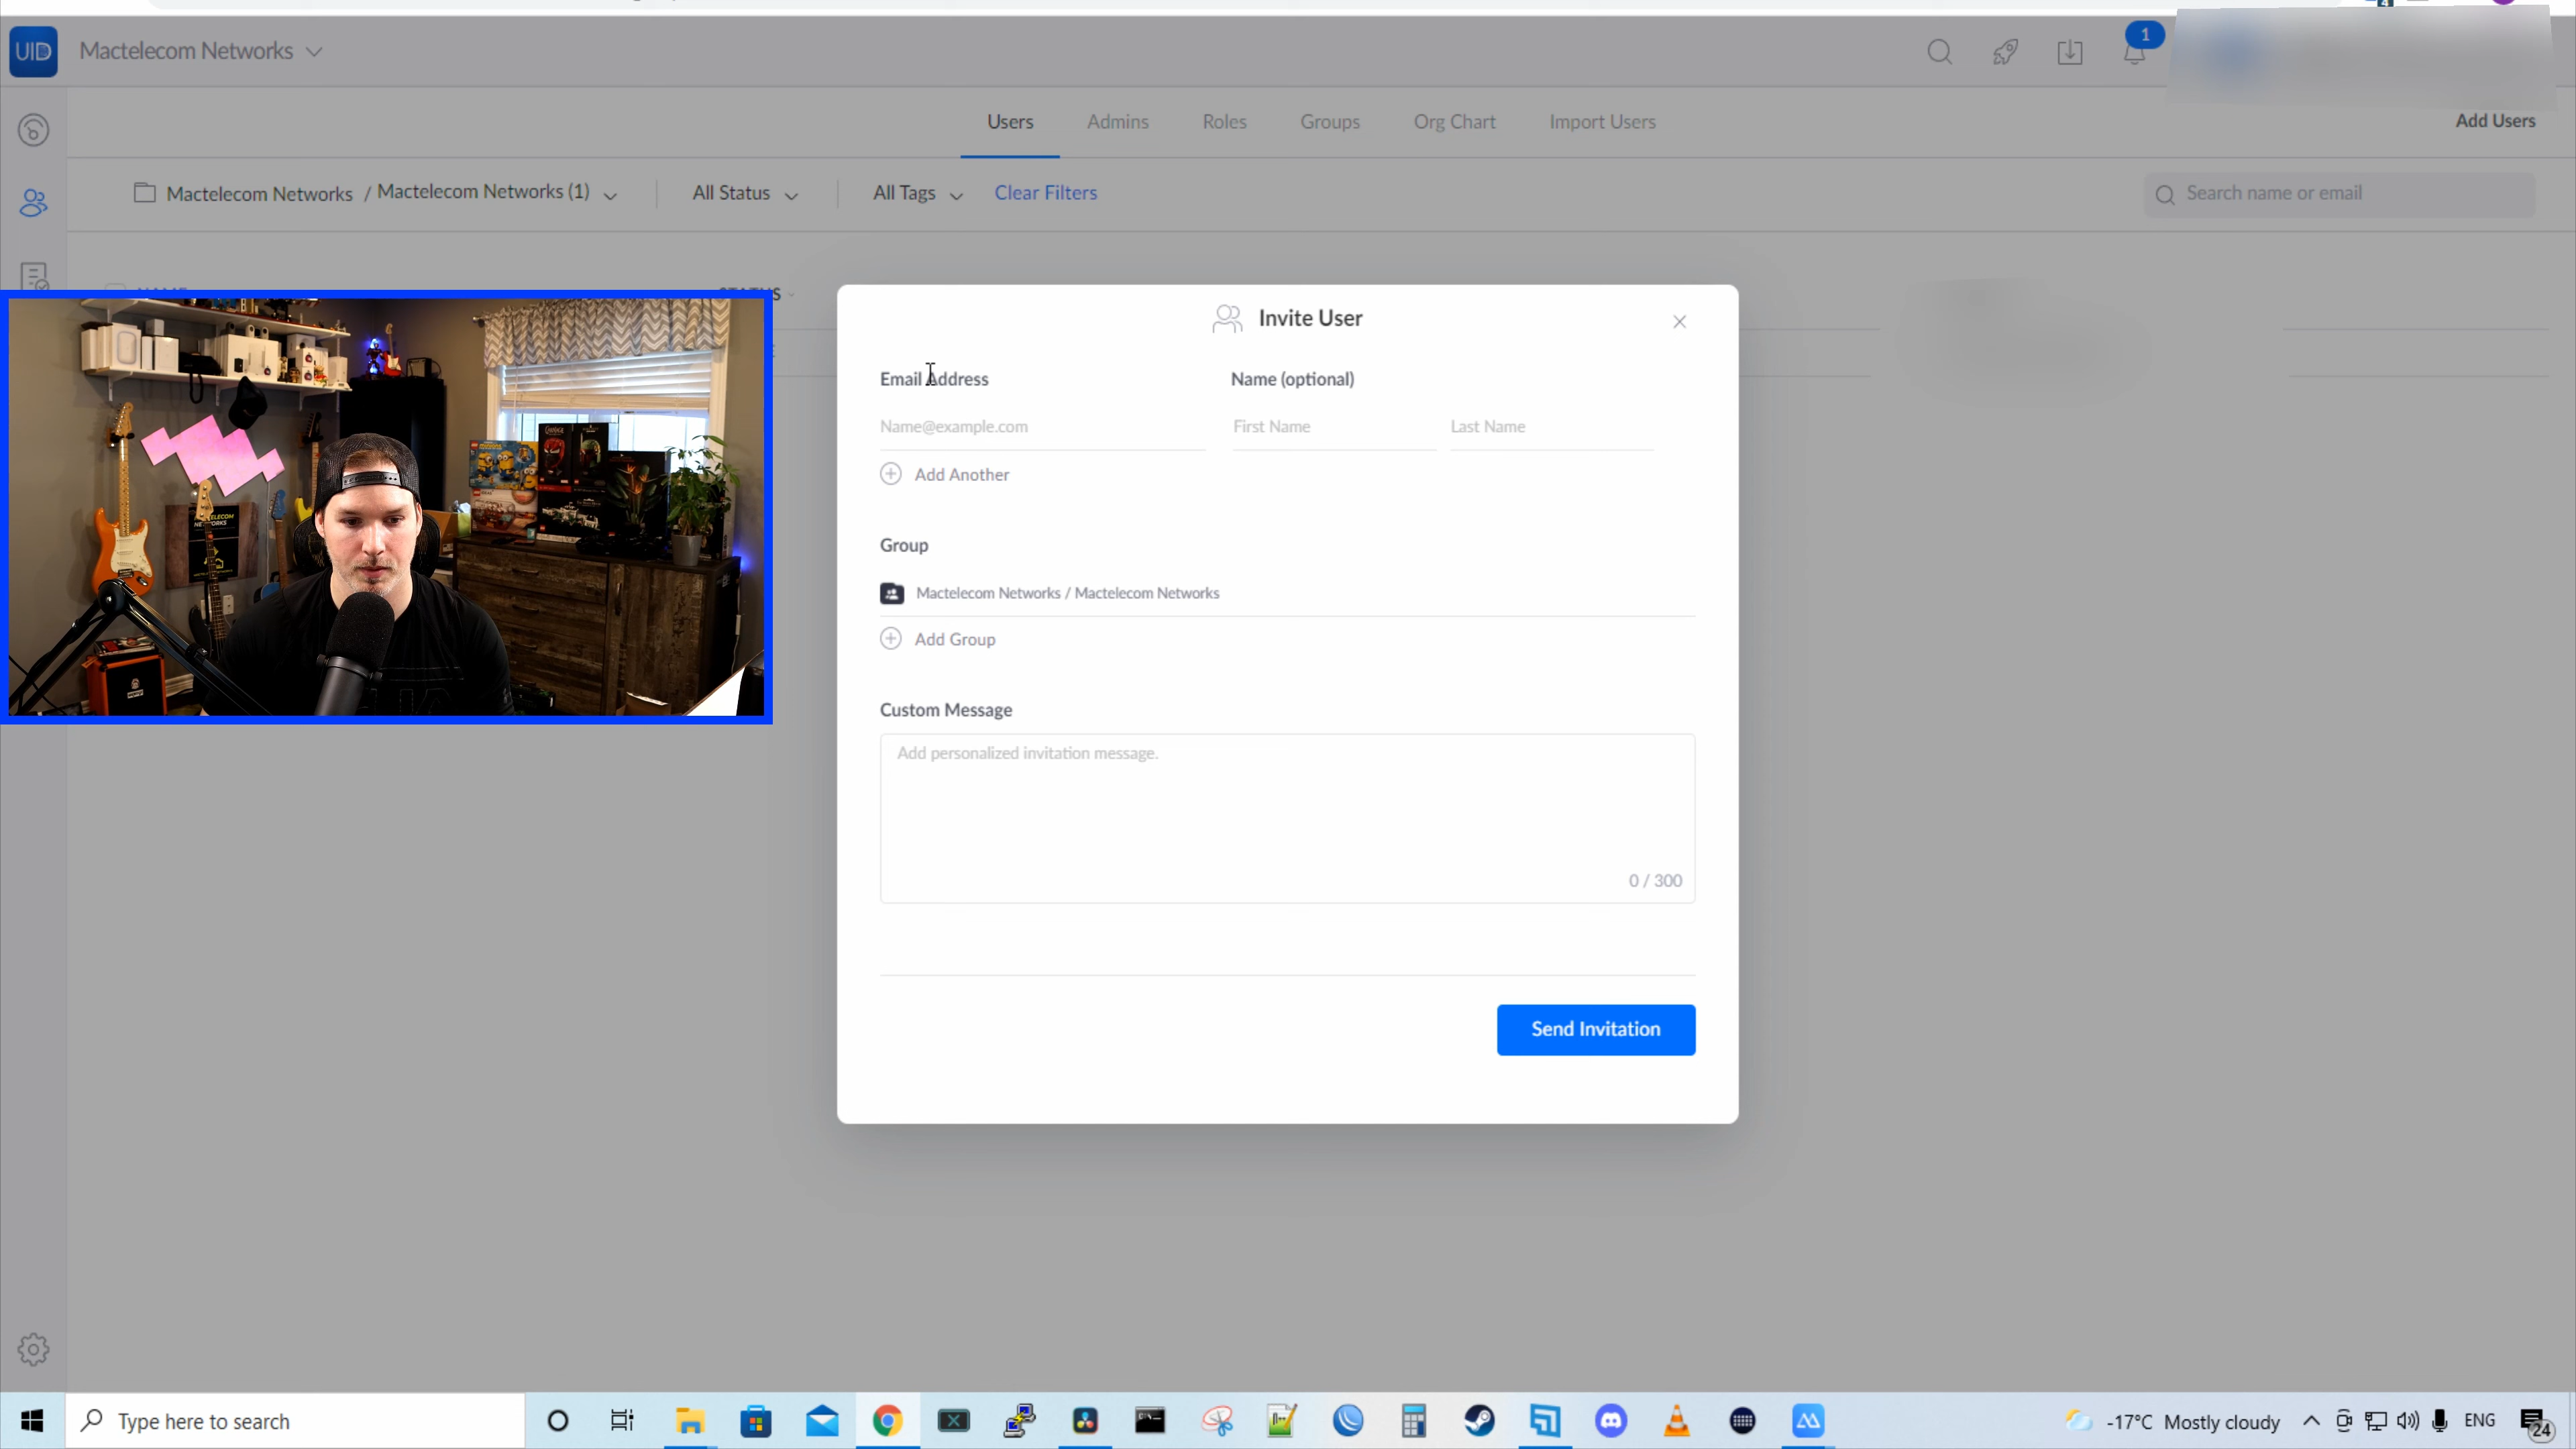 UID Mactelecom Networks 1
Users Admins Roles Groups Org Chart Import Users Add Users
Mactelecom Networks / Mactelecom Networks (1) All Status All Tags Clear Filters Search name or email
Invite User
Email Address Name (optional)
Name@example.com First Name Last Name
Add Another
Group
Mactelecom Networks / Mactelecom Networks
Add Group
Custom Message
Add personalized invitation message.
0 / 300
Send Invitation
Type here to search -17°C Mostly cloudy ENG 24